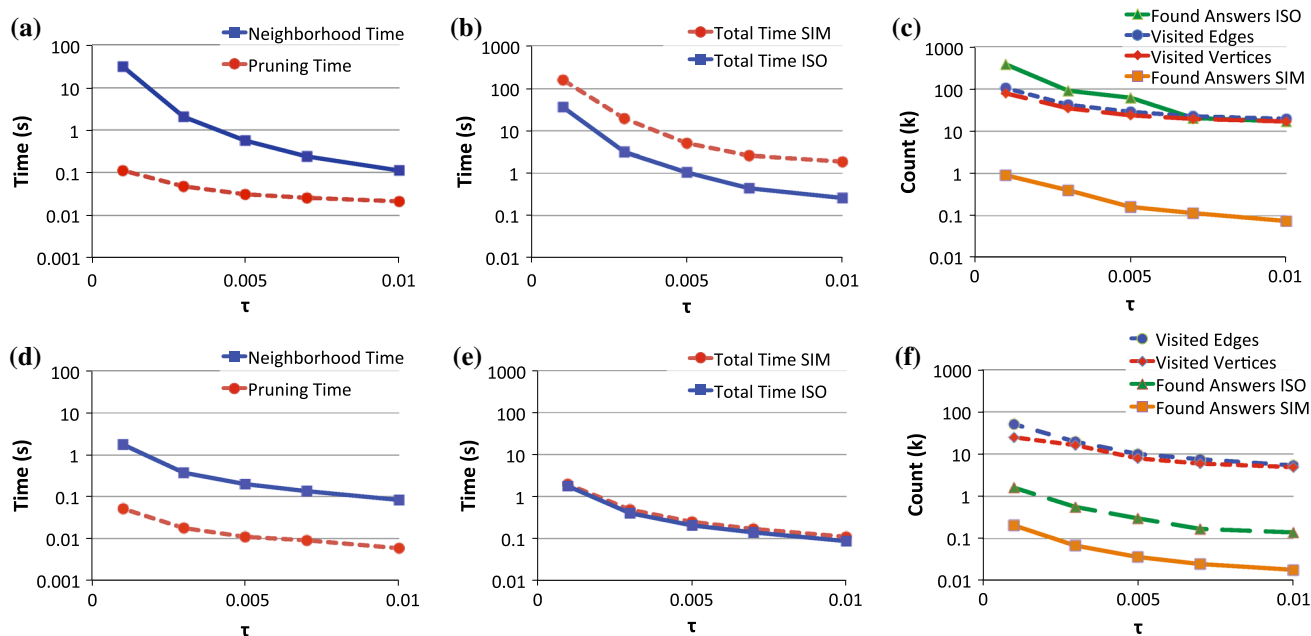 (a)
Neighborhood Time
Pruning Time
100
10
1
0.1
0.01
0.001
Time (s)
0
0.005
0.01
τ
(b)
Total Time SIM
Total Time ISO
1000
100
10
1
0.1
0.01
Time (s)
0
0.005
0.01
τ
(c)
Found Answers ISO
Visited Edges
Visited Vertices
Found Answers SIM
1000
100
10
1
0.1
0.01
Count (k)
0
0.005
0.01
τ
(d)
Neighborhood Time
Pruning Time
100
10
1
0.1
0.01
0.001
Time (s)
0
0.005
0.01
τ
(e)
Total Time SIM
Total Time ISO
1000
100
10
1
0.1
0.01
Time (s)
0
0.005
0.01
τ
(f)
Visited Edges
Visited Vertices
Found Answers ISO
Found Answers SIM
100
10
1
0.1
0.01
Count (k)
0
0.005
0.01
τ